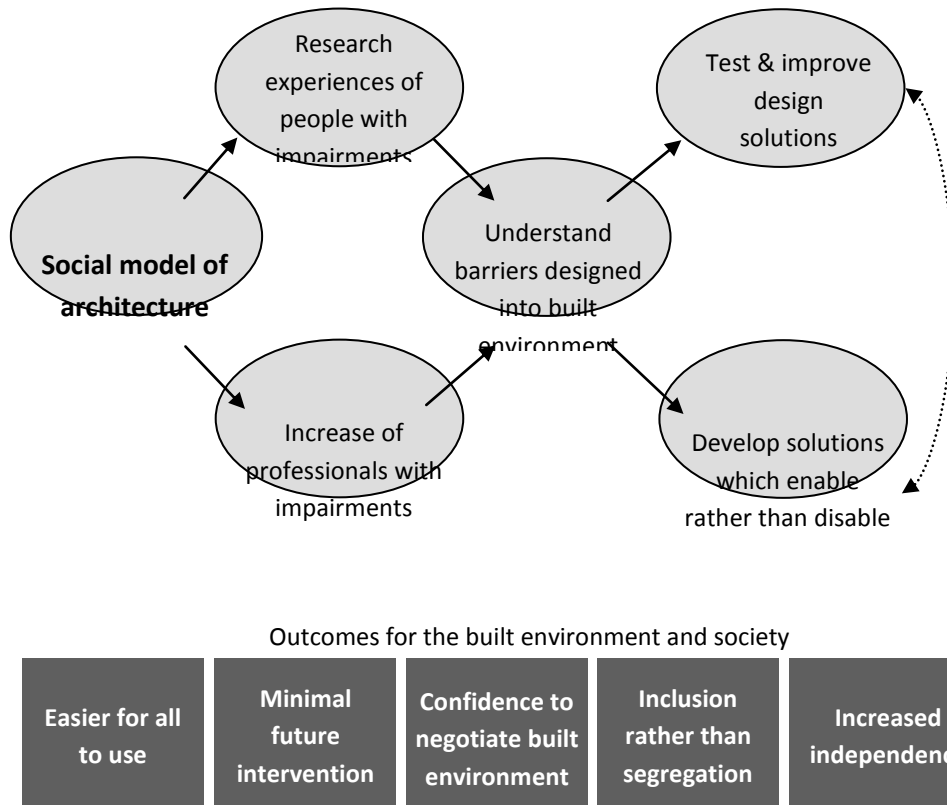 Research
experiences of
people with
impairments
Test & improve
design
solutions
Social model of
architecture
Understand
barriers designed
into built
environment
Increase of
professionals with
impairments
Develop solutions
which enable
rather than disable
Outcomes for the built environment and society
Easier for all
to use
Minimal
future
intervention
Confidence to
negotiate built
environment
Inclusion
rather than
segregation
Increased
independenc